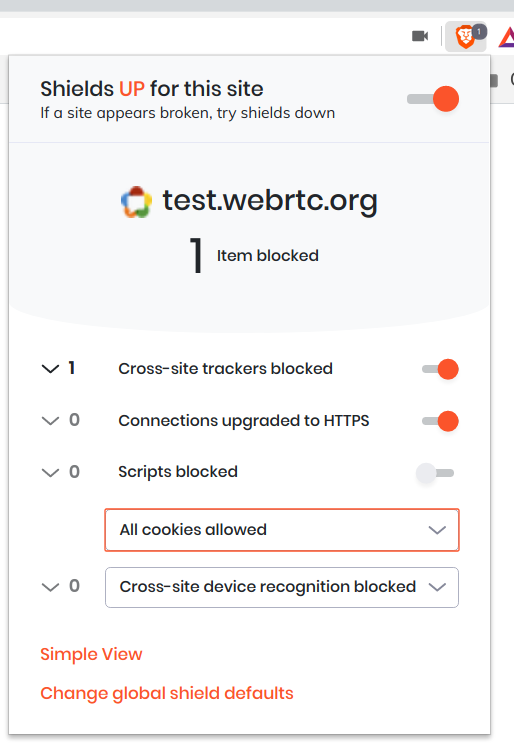 1
Shields UP for this site
If a site appears broken, try shields down
test.webrtc.org
1 Item blocked
1 Cross-site trackers blocked
0 Connections upgraded to HTTPS
0 Scripts blocked
All cookies allowed
0 Cross-site device recognition blocked
Simple View
Change global shield defaults